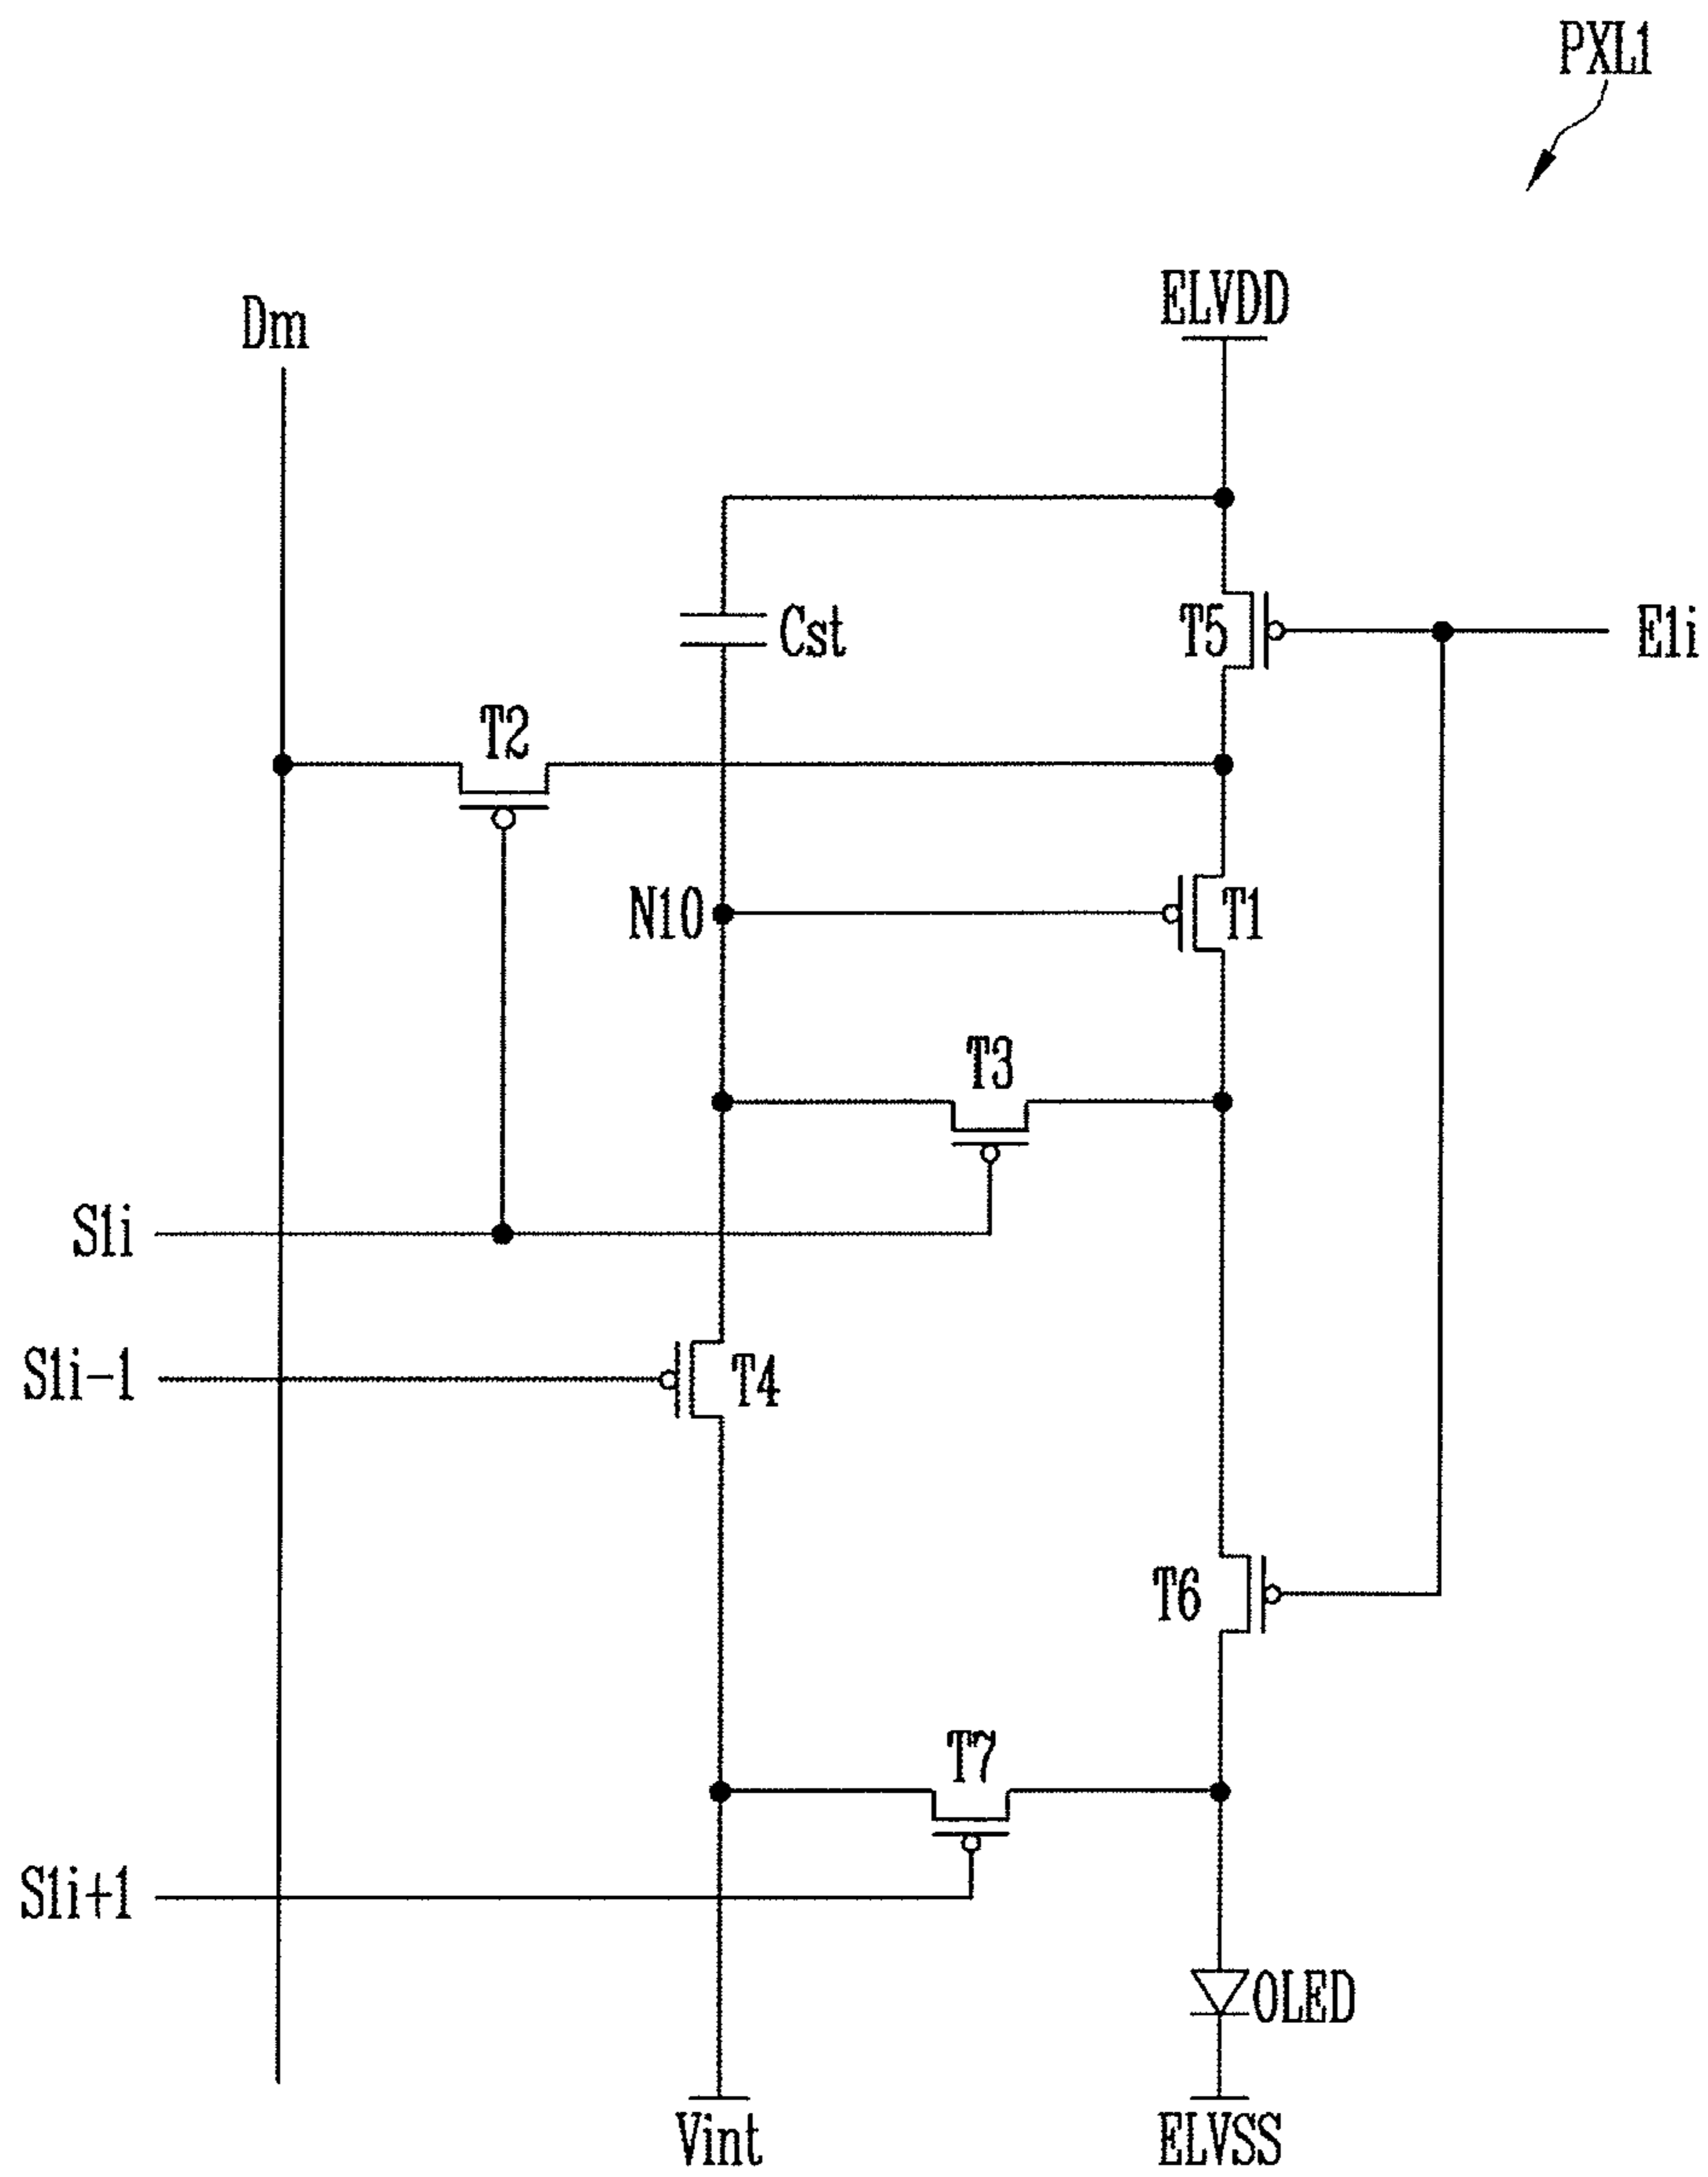 PXL1
ELVDD
Dm
Cst
T5
E1i
T2
N10
T1
T3
S1i
S1i-1
T4
T6
T7
S1i+1
OLED
Vint
ELVSS